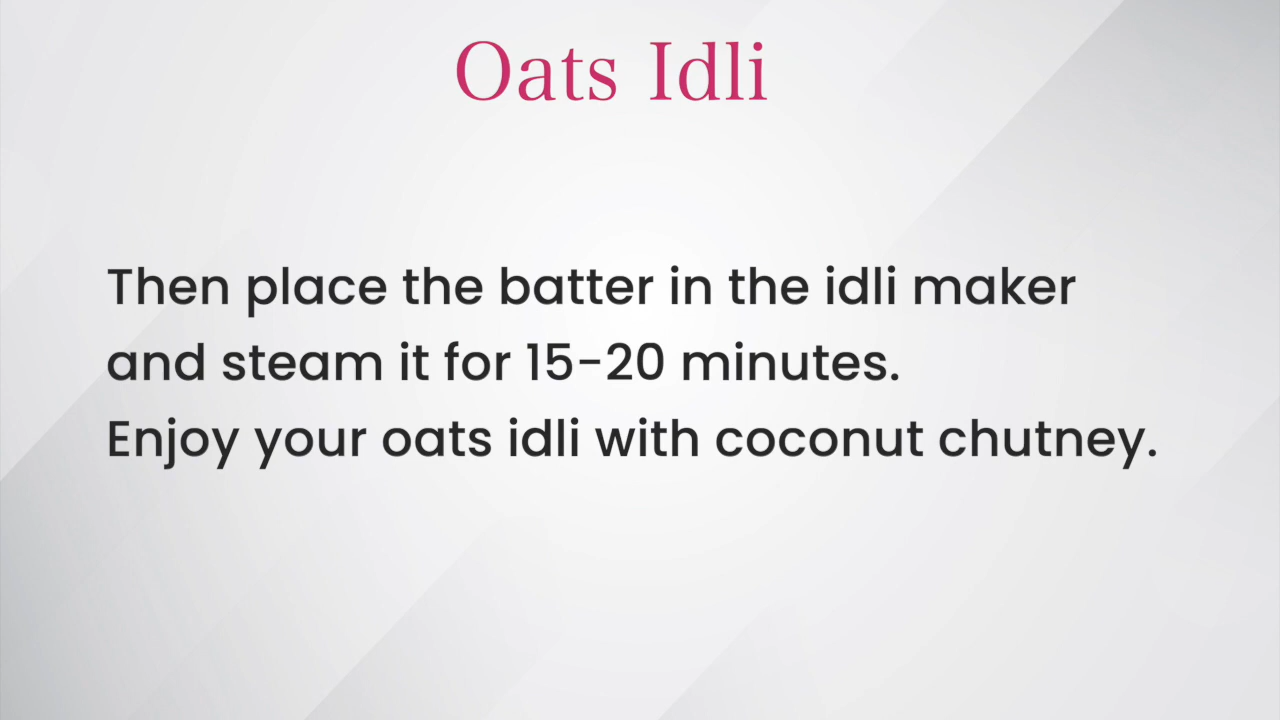 Oats Idli
Then place the batter in the idli maker
and steam it for 15-20 minutes.
Enjoy your oats idli with coconut chutney.